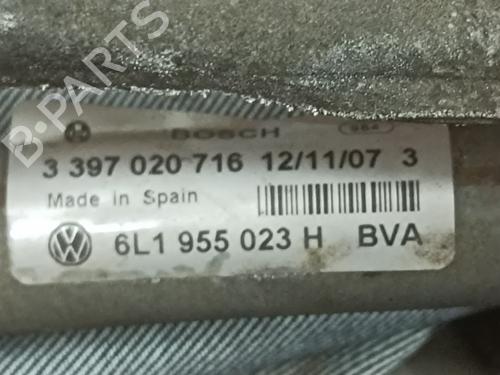 B-PARTS
BOSCH
3 397 020 716 12/11/07 3
Made in Spain
6L1 955 023 H BVA